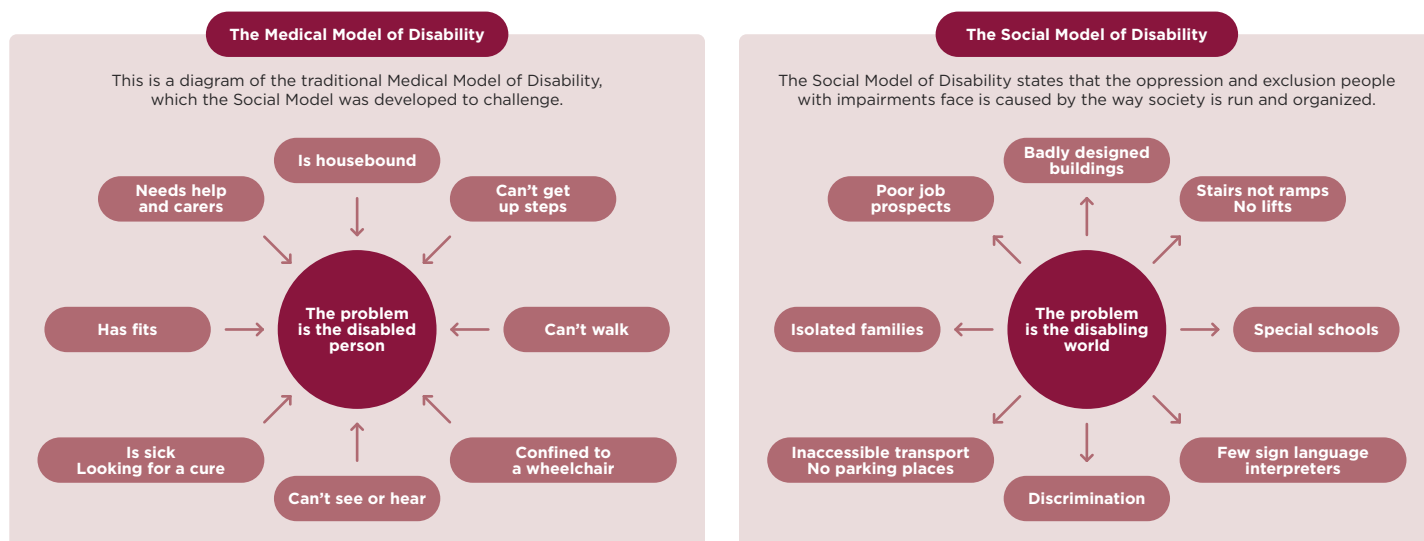 The Medical Model of Disability
This is a diagram of the traditional Medical Model of Disability,
which the Social Model was developed to challenge.
Is housebound
Needs help
and carers
Can't get
up steps
Has fits
The problem
is the disabled
person
Can't walk
Is sick
Looking for a cure
Confined to
a wheelchair
Can't see or hear
The Social Model of Disability
The Social Model of Disability states that the oppression and exclusion people
with impairments face is caused by the way society is run and organized.
Badly designed
buildings
Poor job
prospects
Stairs not ramps
No lifts
Isolated families
The problem
is the disabling
world
Special schools
Inaccessible transport
No parking places
Few sign language
interpreters
Discrimination